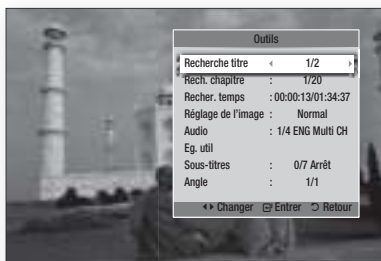 Outils
Recherche titre ◂ 1/2 ▸
Rech. chapitre : 1/20
Recher. temps : 00:00:13/01:34:37
Réglage de l'image : Normal
Audio : 1/4 ENG Multi CH
Eg. util
Sous-titres : 0/7 Arrêt
Angle : 1/1
◂▸ Changer Entrer Retour